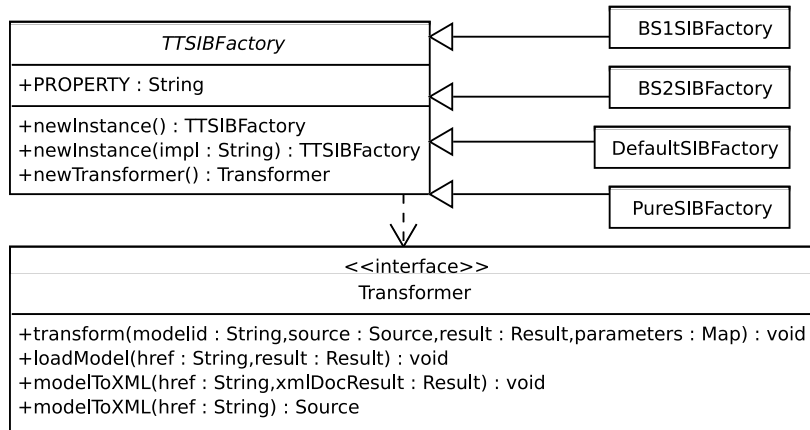 TTSIBFactory
+PROPERTY : String
+newInstance() : TTSIBFactory
+newInstance(impl : String) : TTSIBFactory
+newTransformer() : Transformer
BS1SIBFactory
BS2SIBFactory
DefaultSIBFactory
PureSIBFactory
<<interface>>
Transformer
+transform(modelid : String,source : Source,result : Result,parameters : Map) : void
+loadModel(href : String,result : Result) : void
+modelToXML(href : String,xmlDocResult : Result) : void
+modelToXML(href : String) : Source